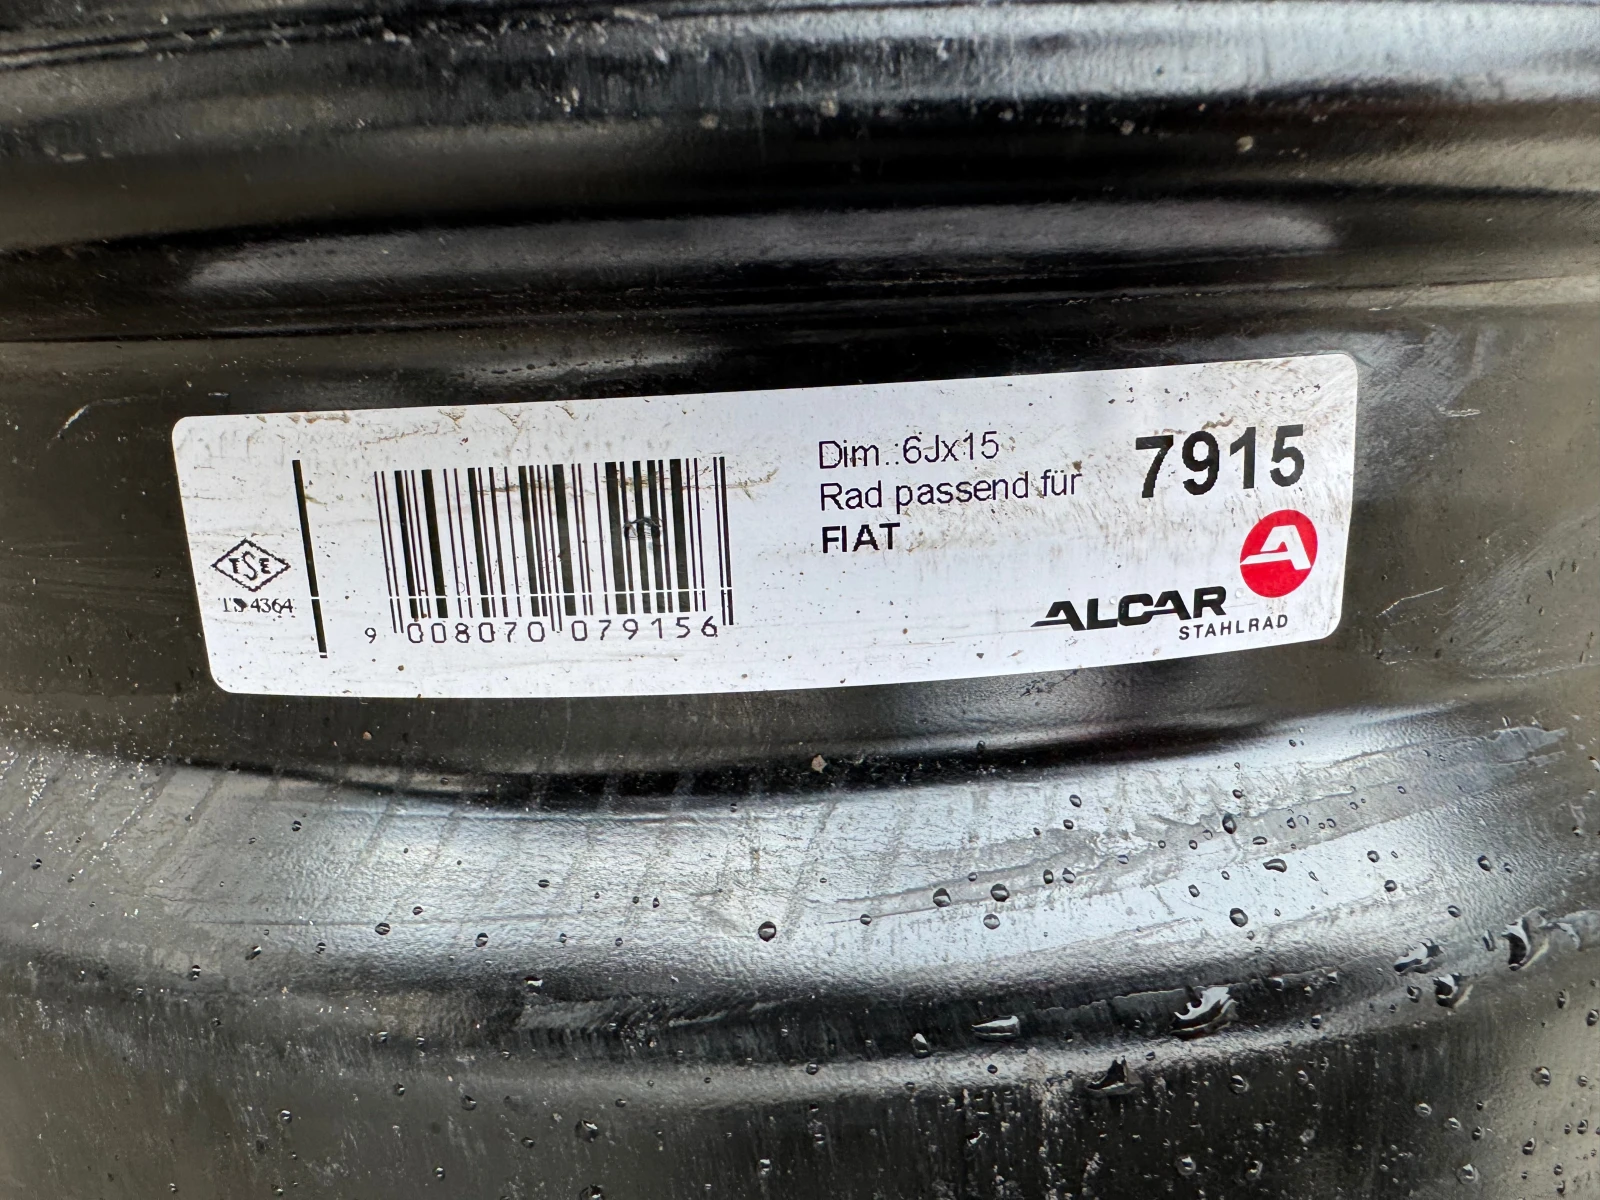 TSE
TS 4364
9 008070 079156
Dim.:6Jx15
Rad passend für
FIAT
7915
A
ALCAR
STAHLRAD